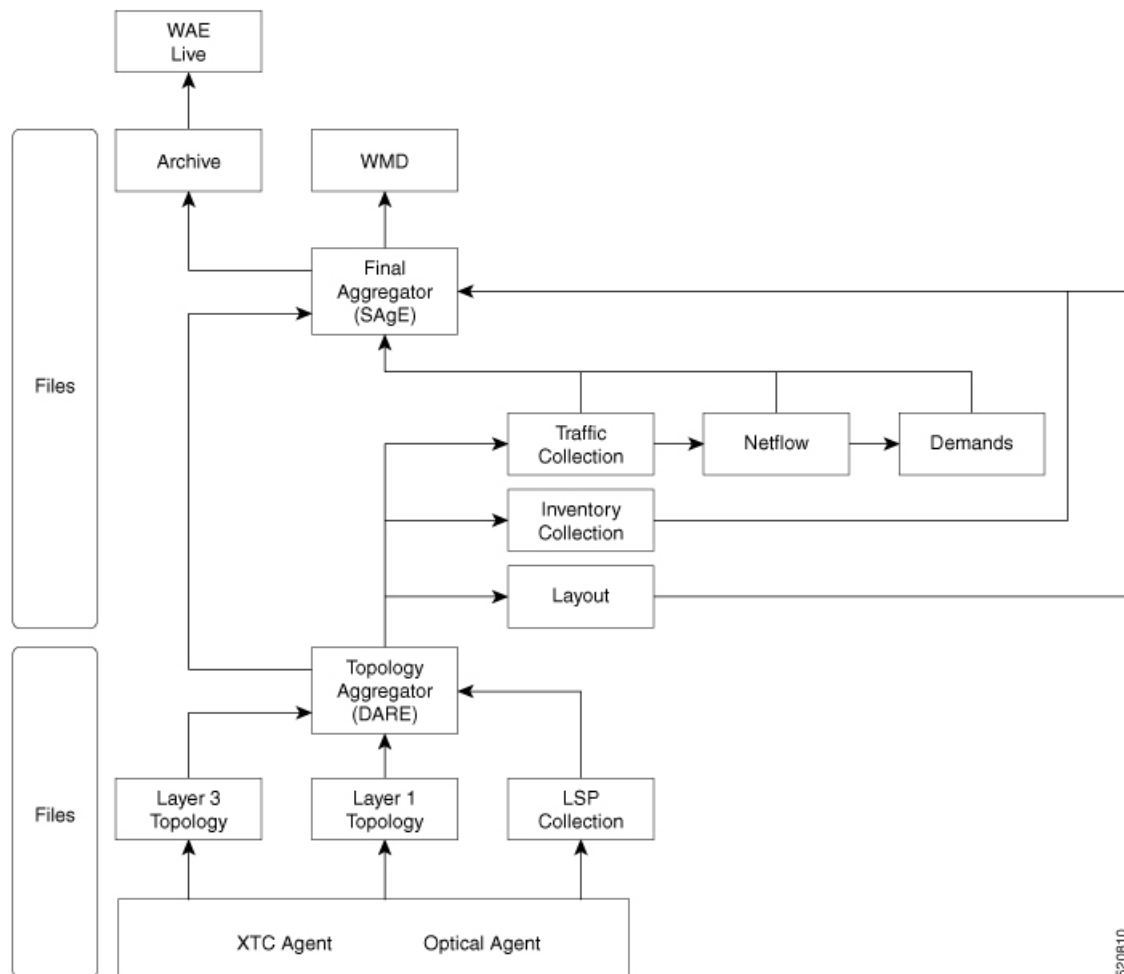 WAE
Live
Archive
WMD
Final
Aggregator
(SAgE)
Files
Traffic
Collection
Netflow
Demands
Inventory
Collection
Layout
Topology
Aggregator
(DARE)
Files
Layer 3
Topology
Layer 1
Topology
LSP
Collection
XTC Agent
Optical Agent
520810